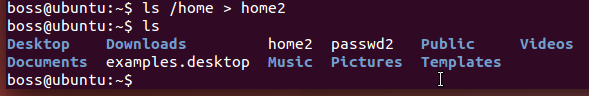 boss@ubuntu:~$ ls /home > home2
boss@ubuntu:~$ ls
Desktop Downloads home2 passwd2 Public Videos
Documents examples.desktop Music Pictures Templates
boss@ubuntu:~$